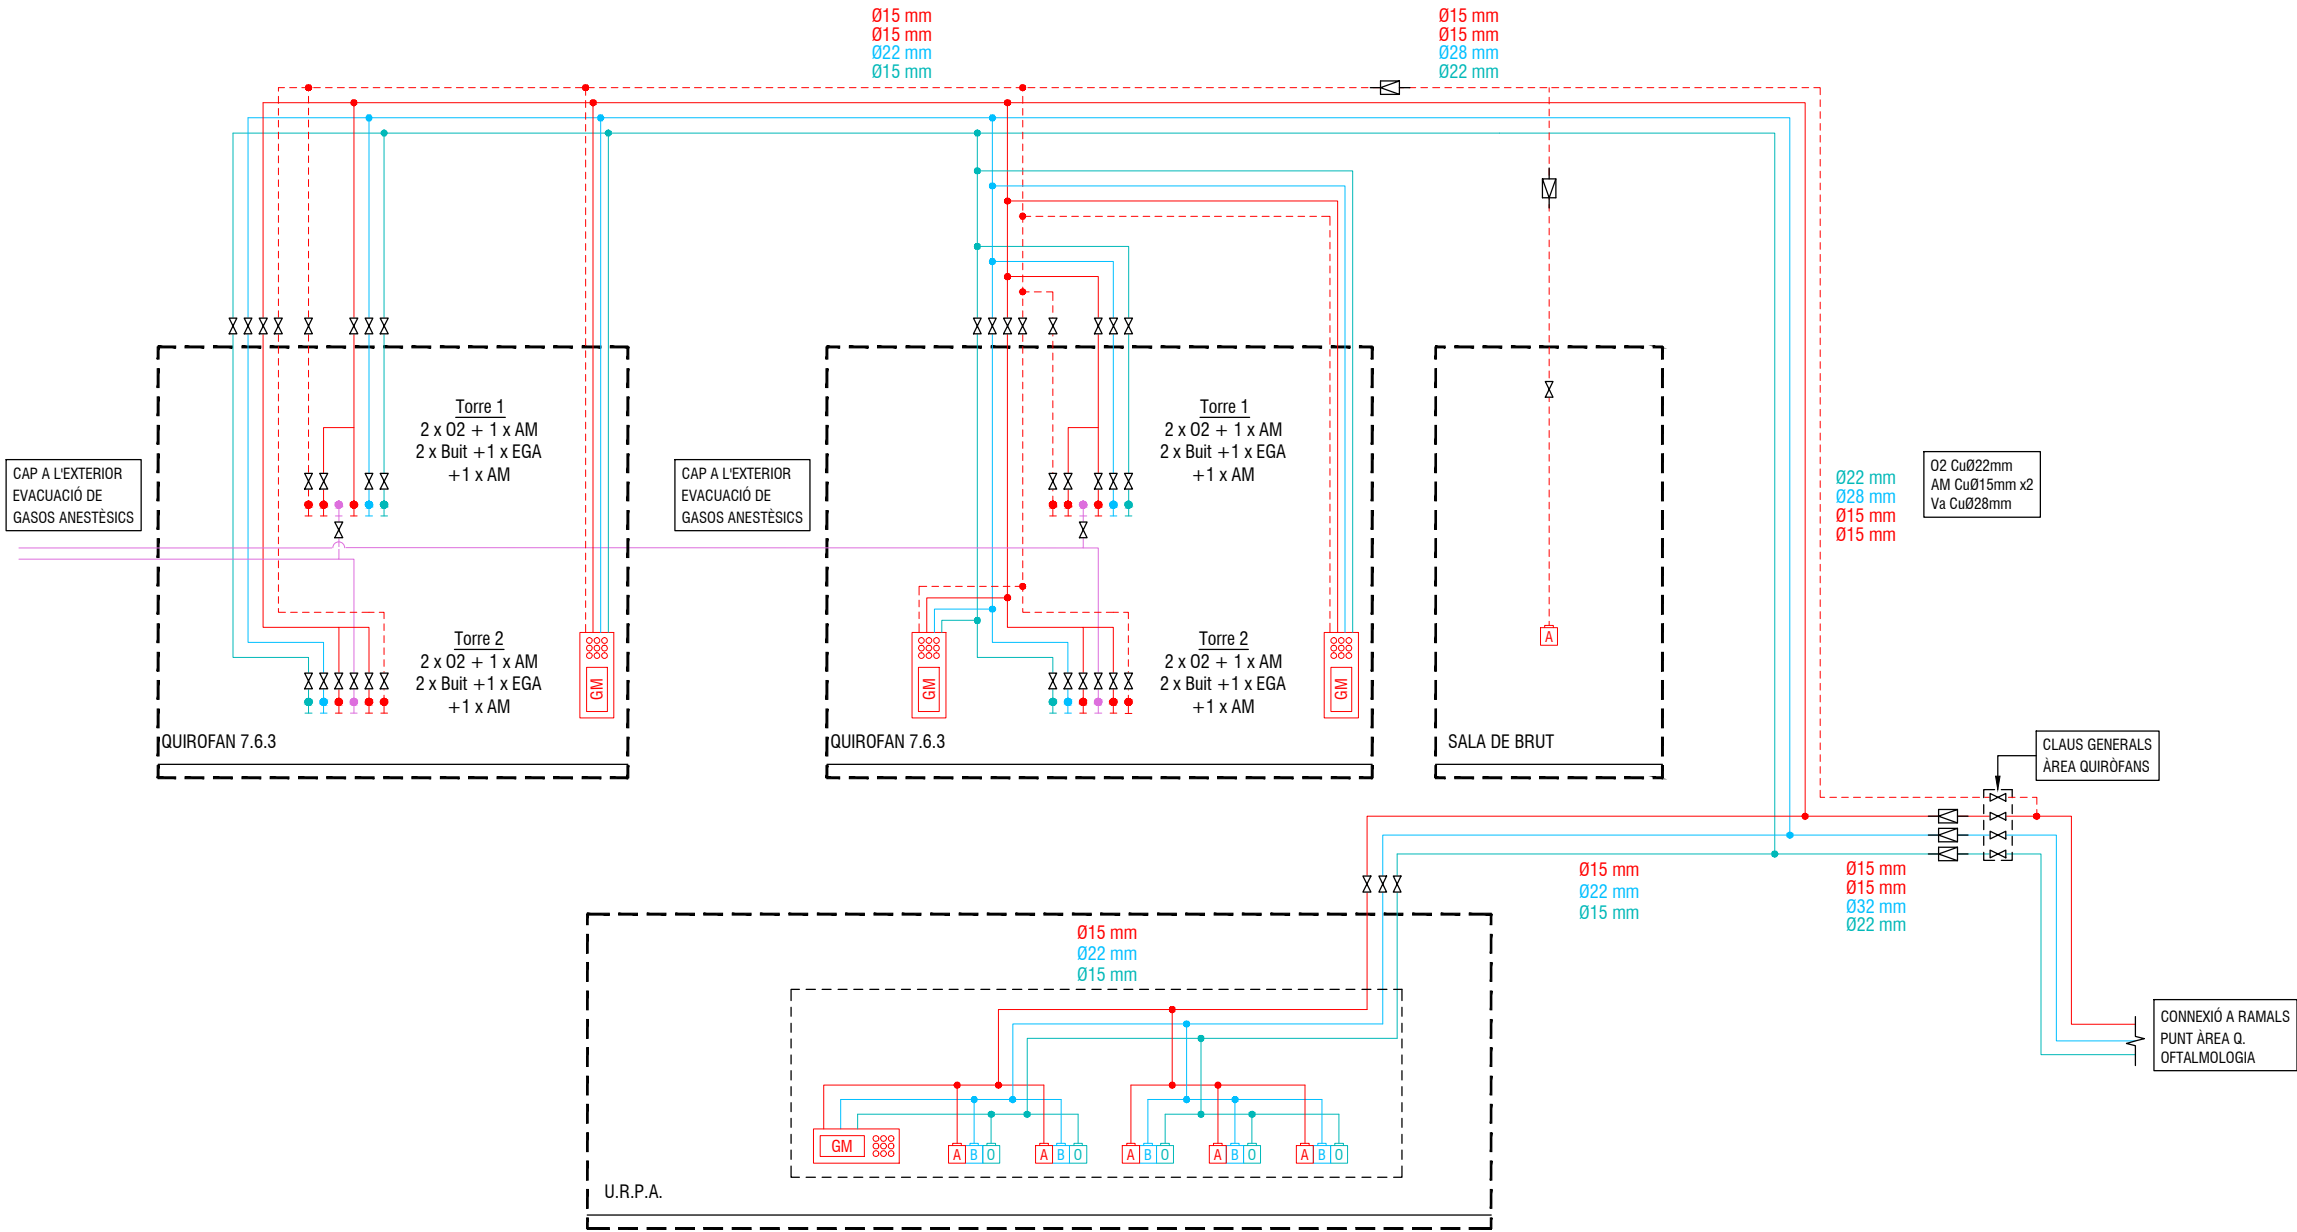 Ø15 mm
Ø15 mm
Ø22 mm
Ø15 mm
Ø15 mm
Ø15 mm
Ø28 mm
Ø22 mm
Torre 1
2 x O2 + 1 x AM
2 x Buit +1 x EGA
+1 x AM
Torre 1
2 x O2 + 1 x AM
2 x Buit +1 x EGA
+1 x AM
CAP A L'EXTERIOR
EVACUACIÓ DE
GASOS ANESTÈSICS
CAP A L'EXTERIOR
EVACUACIÓ DE
GASOS ANESTÈSICS
Ø22 mm
Ø28 mm
Ø15 mm
Ø15 mm
O2 CuØ22mm
AM CuØ15mm x2
Va CuØ28mm
Torre 2
2 x O2 + 1 x AM
2 x Buit +1 x EGA
+1 x AM
GM
GM
Torre 2
2 x O2 + 1 x AM
2 x Buit +1 x EGA
+1 x AM
GM
A
QUIROFAN 7.6.3
QUIROFAN 7.6.3
SALA DE BRUT
CLAUS GENERALS
ÀREA QUIRÒFANS
Ø15 mm
Ø22 mm
Ø15 mm
Ø15 mm
Ø15 mm
Ø32 mm
Ø22 mm
Ø15 mm
Ø22 mm
Ø15 mm
CONNEXIÓ A RAMALS
PUNT ÀREA Q.
OFTALMOLOGIA
GM
A B O
A B O
A B O
A B O
A B O
U.R.P.A.